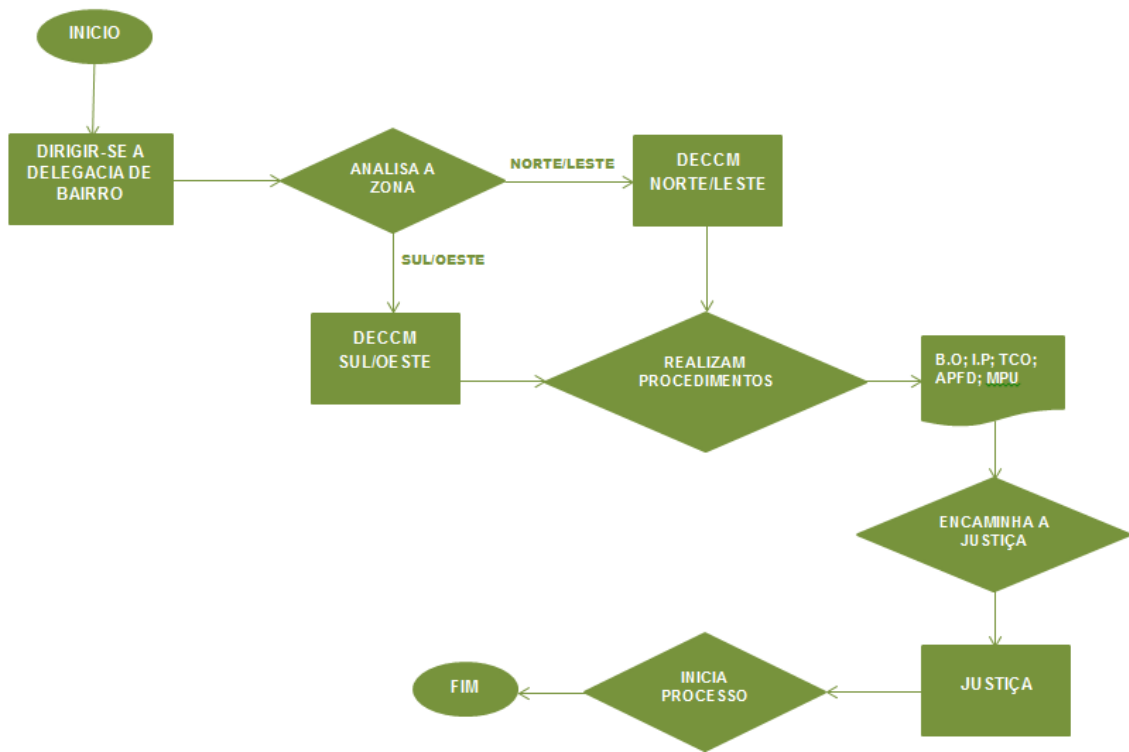 INICIO
DIRIGIR-SE A
DELEGACIA DE
BAIRRO
ANALISA A
ZONA
NORTE/LESTE
DECCM
NORTE/LESTE
SUL/OESTE
DECCM
SUL/OESTE
REALIZAM
PROCEDIMENTOS
B.O; I.P; TCO;
APFD; MPU
ENCAMINHA A
JUSTIÇA
JUSTIÇA
INICIA
PROCESSO
FIM